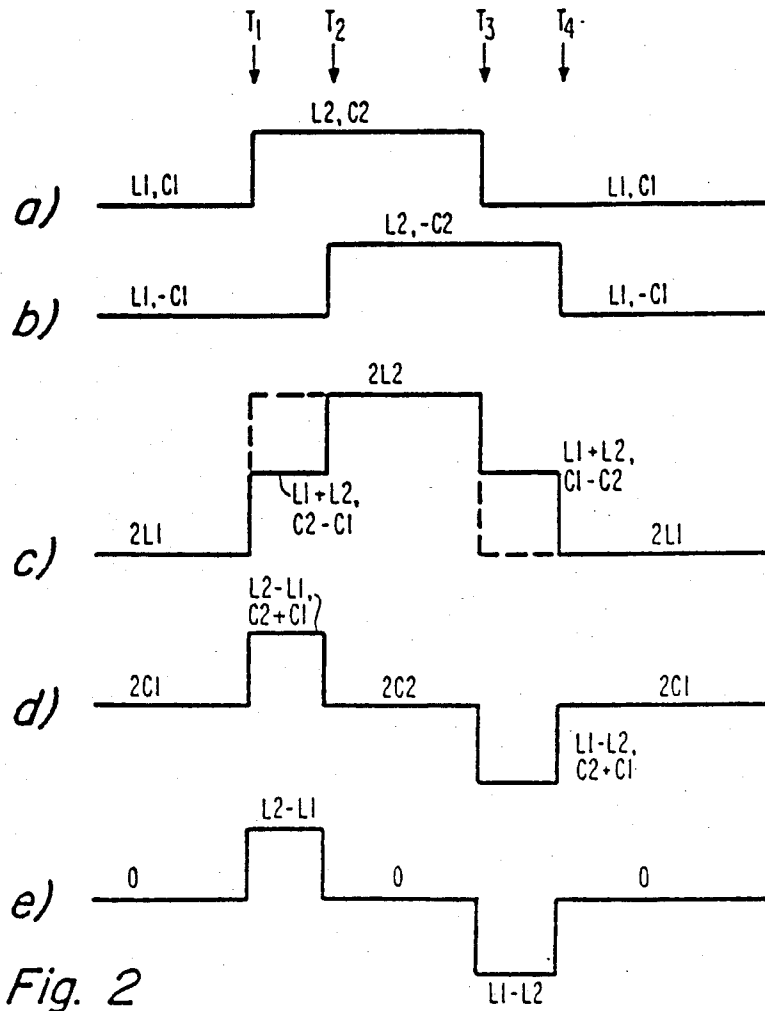 T1 T2 T3 T4
L2, C2
L1, C1 L1, C1
a)
L2, -C2
L1, -C1 L1, -C1
b)
2L2
L1+L2,
C1-C2
L1+L2,
C2-C1
2L1 2L1
c)
L2-L1,
C2+C1
2C1 2C2 2C1
d)
L1-L2,
C2+C1
L2-L1
0 0 0
e)
L1-L2
Fig. 2